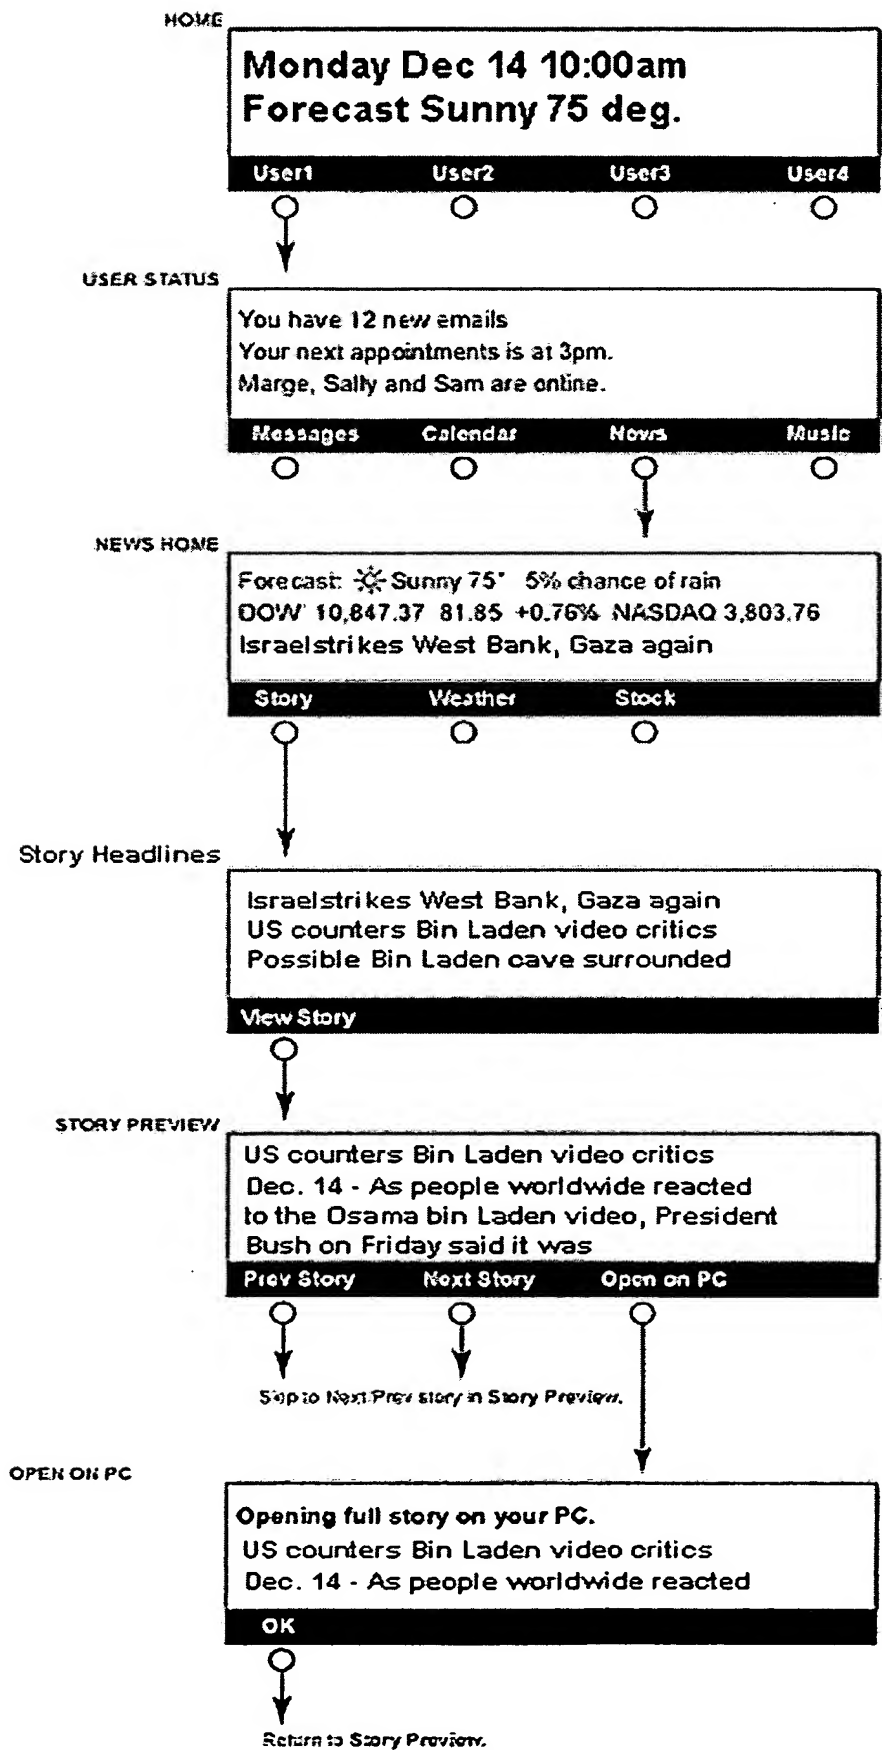 HOME
Monday Dec 14 10:00am
Forecast Sunny 75 deg.
User1 User2 User3 User4
USER STATUS
You have 12 new emails
Your next appointments is at 3pm.
Marge, Sally and Sam are online.
Messages Calendar News Music
NEWS HOME
Forecast: Sunny 75° 5% chance of rain
DOW 10,847.37 81.85 +0.76% NASDAQ 3,803.76
Israelstrikes West Bank, Gaza again
Story Weather Stock
Story Headlines
Israelstrikes West Bank, Gaza again
US counters Bin Laden video critics
Possible Bin Laden cave surrounded
View Story
STORY PREVIEW
US counters Bin Laden video critics
Dec. 14 - As people worldwide reacted
to the Osama bin Laden video, President
Bush on Friday said it was
Prev Story Next Story Open on PC
Skip to Next/Prev story in Story Preview.
OPEN ON PC
Opening full story on your PC.
US counters Bin Laden video critics
Dec. 14 - As people worldwide reacted
OK
Return to Story Preview.